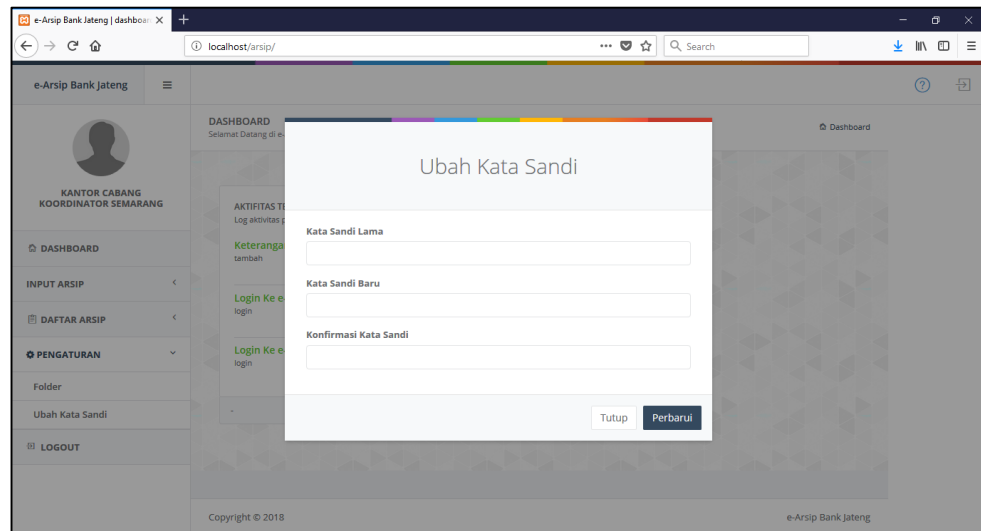 e-Arsip Bank Jateng | dashboar
localhost/arsip/
Search
e-Arsip Bank Jateng
KANTOR CABANG
KOORDINATOR SEMARANG
DASHBOARD
INPUT ARSIP
DAFTAR ARSIP
PENGATURAN
Folder
Ubah Kata Sandi
LOGOUT
DASHBOARD
Selamat Datang di e-
Dashboard
AKTIFITAS TE
Log aktivitas p
Keteranga
tambah
Login Ke e
login
Login Ke e
login
-
Ubah Kata Sandi
Kata Sandi Lama
Kata Sandi Baru
Konfirmasi Kata Sandi
Tutup
Perbarui
Copyright © 2018
e-Arsip Bank Jateng